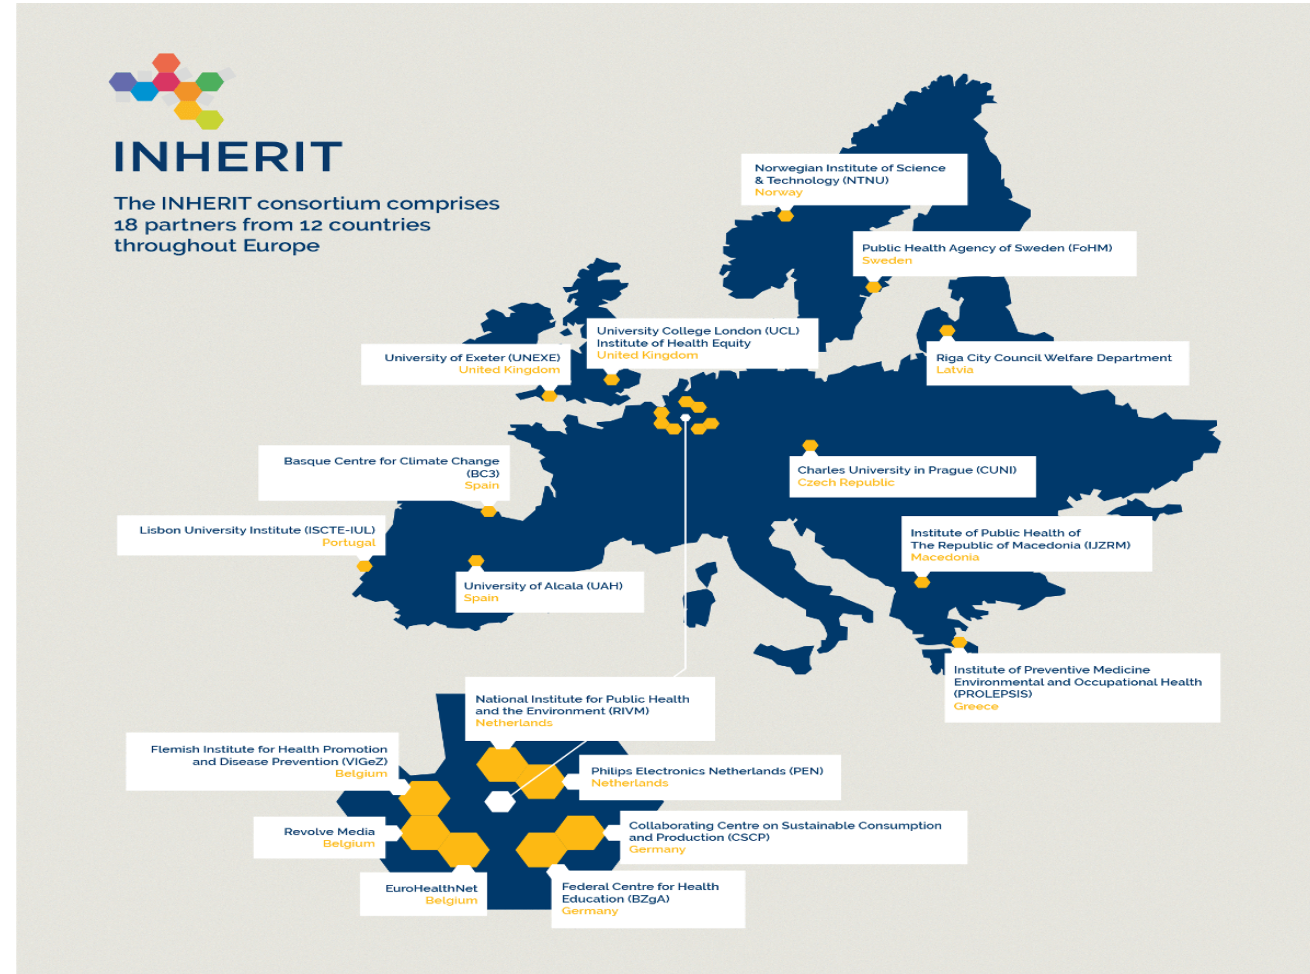 INHERIT
The INHERIT consortium comprises
18 partners from 12 countries
throughout Europe
Norwegian Institute of Science
& Technology (NTNU)
Norway
Public Health Agency of Sweden (FoHM)
Sweden
University College London (UCL)
Institute of Health Equity
United Kingdom
University of Exeter (UNEXE)
United Kingdom
Riga City Council Welfare Department
Latvia
Basque Centre for Climate Change
(BC3)
Spain
Charles University in Prague (CUNI)
Czech Republic
Lisbon University Institute (ISCTE-IUL)
Portugal
Institute of Public Health of
The Republic of Macedonia (IJZRM)
Macedonia
University of Alcala (UAH)
Spain
Institute of Preventive Medicine
Environmental and Occupational Health
(PROLEPSIS)
Greece
National Institute for Public Health
and the Environment (RIVM)
Netherlands
Flemish Institute for Health Promotion
and Disease Prevention (VIGeZ)
Belgium
Philips Electronics Netherlands (PEN)
Netherlands
Revolve Media
Belgium
Collaborating Centre on Sustainable Consumption
and Production (CSCP)
Germany
EuroHealthNet
Belgium
Federal Centre for Health
Education (BZgA)
Germany